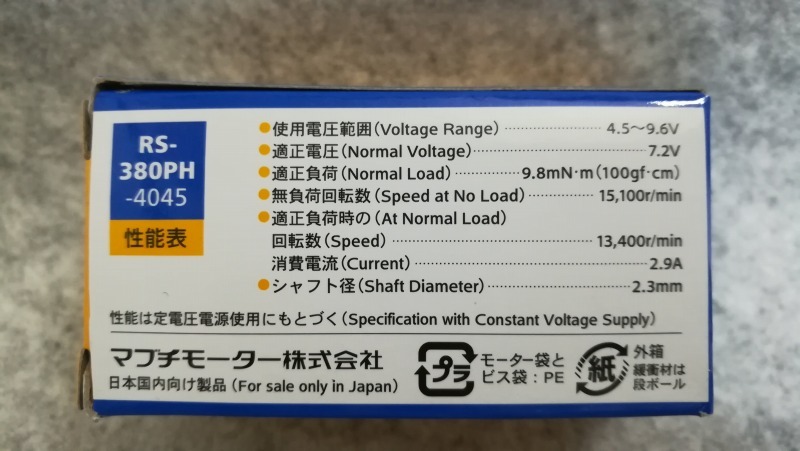 RS-
380PH
-4045
性能表
●使用電圧範囲(Voltage Range) ⋯⋯⋯⋯ 4.5~9.6V
●適正電圧(Normal Voltage)⋯⋯⋯⋯ 7.2V
●適正負荷(Normal Load) ⋯⋯⋯⋯9.8mN·m(100gf·cm)
●無負荷回転数(Speed at No Load)⋯⋯⋯⋯ 15,100r/min
●適正負荷時の(At Normal Load)
回転数(Speed) ⋯⋯⋯⋯ 13,400r/min
消費電流(Current)⋯⋯⋯⋯ 2.9A
●シャフト径(Shaft Diameter)⋯⋯⋯⋯ 2.3mm
性能は定電圧電源使用にもとづく(Specification with Constant Voltage Supply)
マブチモーター株式会社
日本国内向け製品(For sale only in Japan)
プラ
モーター袋と
ビス袋:PE
紙
外箱
緩衝材は
段ボール